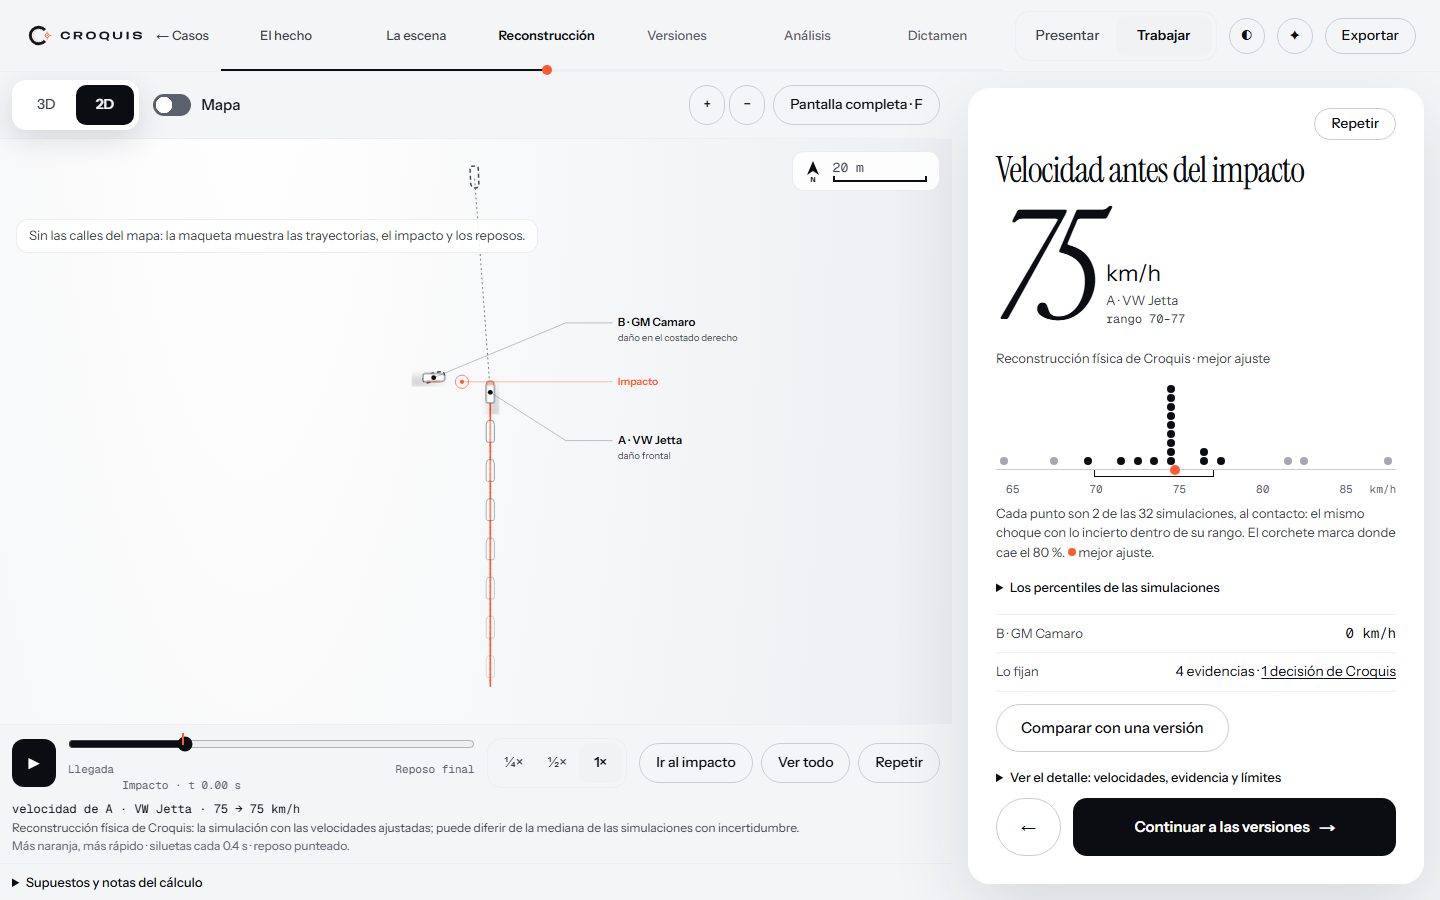 CROQUIS
← Casos
El hecho
La escena
Reconstrucción
Versiones
Análisis
Dictamen
Presentar
Trabajar
Exportar
3D
2D
Mapa
+
−
Pantalla completa · F
N
20 m
Sin las calles del mapa: la maqueta muestra las trayectorias, el impacto y los reposos.
B · GM Camaro
daño en el costado derecho
Impacto
A · VW Jetta
daño frontal
Llegada
Reposo final
Impacto · t 0.00 s
¼×
½×
1×
Ir al impacto
Ver todo
Repetir
velocidad de A · VW Jetta · 75 → 75 km/h
Reconstrucción física de Croquis: la simulación con las velocidades ajustadas; puede diferir de la mediana de las simulaciones con incertidumbre.
Más naranja, más rápido · siluetas cada 0.4 s · reposo punteado.
Supuestos y notas del cálculo
Repetir
Velocidad antes del impacto
75
km/h
A · VW Jetta
rango 70–77
Reconstrucción física de Croquis · mejor ajuste
65
70
75
80
85
km/h
Cada punto son 2 de las 32 simulaciones, al contacto: el mismo
choque con lo incierto dentro de su rango. El corchete marca donde
cae el 80 %. mejor ajuste.
Los percentiles de las simulaciones
B · GM Camaro
0 km/h
Lo fijan
4 evidencias · 1 decisión de Croquis
Comparar con una versión
Ver el detalle: velocidades, evidencia y límites
←
Continuar a las versiones →